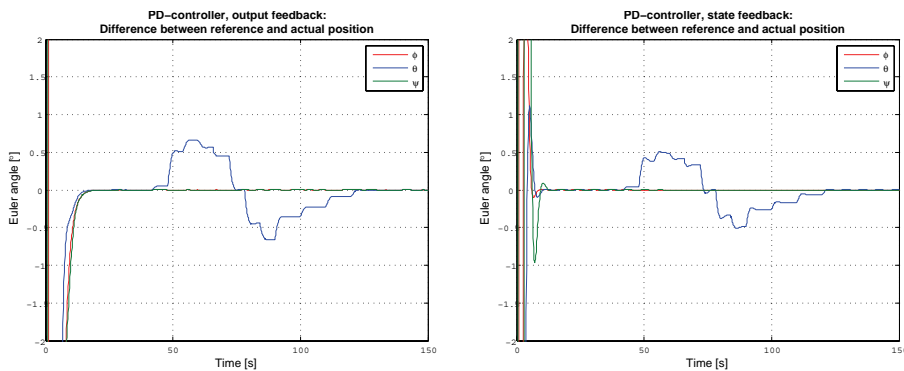 PD-controller, output feedback:
Difference between reference and actual position
2
1.5
1
0.5
0
-0.5
-1
-1.5
-2
0
50
100
150
Euler angle [°]
Time [s]
ϕ
θ
ψ
PD-controller, state feedback:
Difference between reference and actual position
2
1.5
1
0.5
0
-0.5
-1
-1.5
-2
0
50
100
150
Euler angle [°]
Time [s]
ϕ
θ
ψ